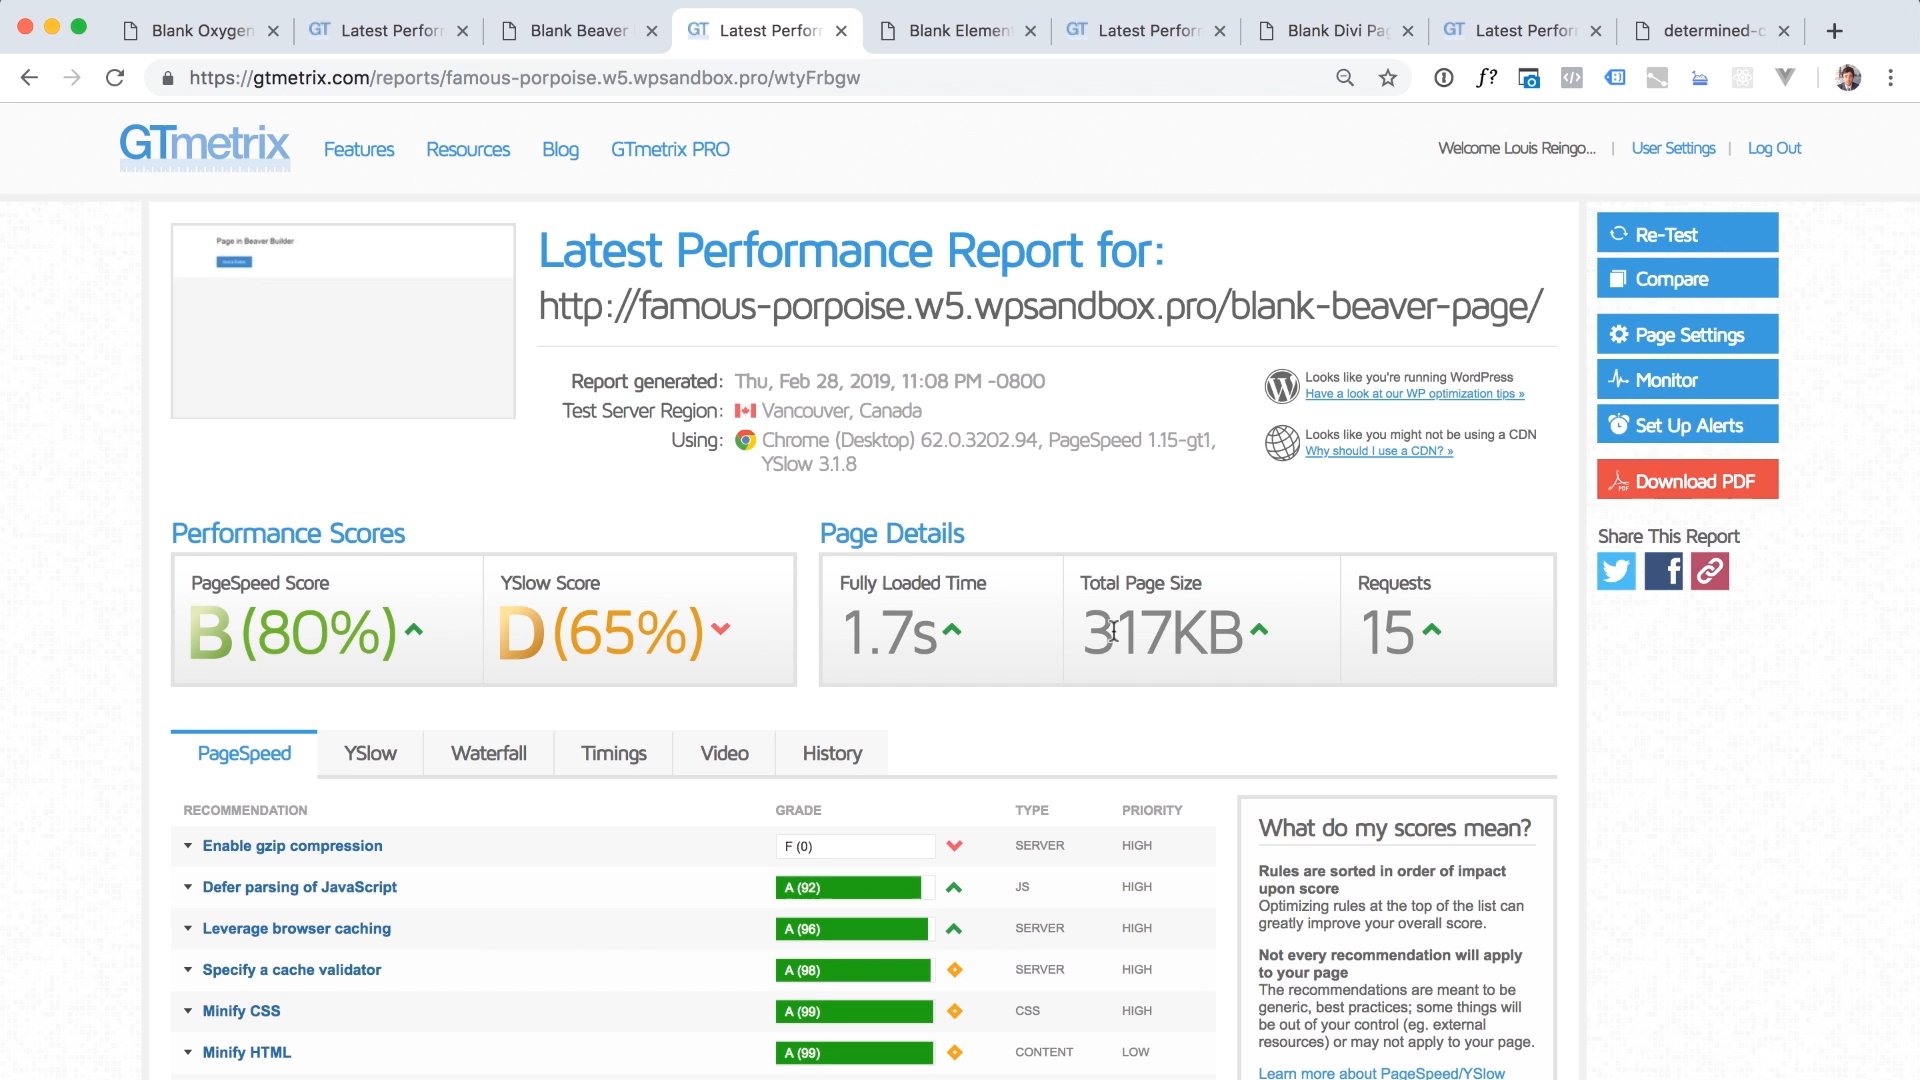 Blank Oxygen
GT Latest Perfor
Blank Beaver
GT Latest Perfor
Blank Elemen
GT Latest Perfor
Blank Divi Pa
GT Latest Perfor
determined-c
https://gtmetrix.com/reports/famous-porpoise.w5.wpsandbox.pro/wtyFrbgw
f?
GTmetrix
Features
Resources
Blog
GTmetrix PRO
Welcome Louis Reingo... | User Settings | Log Out
Page in Beaver Builder
Latest Performance Report for:
http://famous-porpoise.w5.wpsandbox.pro/blank-beaver-page/
Report generated: Thu, Feb 28, 2019, 11:08 PM -0800
Test Server Region: Vancouver, Canada
Using: Chrome (Desktop) 62.0.3202.94, PageSpeed 1.15-gt1,
YSlow 3.1.8
Looks like you're running WordPress
Have a look at our WP optimization tips »
Looks like you might not be using a CDN
Why should I use a CDN? »
Re-Test
Compare
Page Settings
Monitor
Set Up Alerts
Download PDF
Share This Report
Performance Scores
PageSpeed Score
B (80%)
YSlow Score
D (65%)
Page Details
Fully Loaded Time
1.7s
Total Page Size
317KB
Requests
15
PageSpeed
YSlow
Waterfall
Timings
Video
History
RECOMMENDATION GRADE TYPE PRIORITY
Enable gzip compression F (0) SERVER HIGH
Defer parsing of JavaScript A (92) JS HIGH
Leverage browser caching A (96) SERVER HIGH
Specify a cache validator A (98) SERVER HIGH
Minify CSS A (99) CSS HIGH
Minify HTML A (99) CONTENT LOW
What do my scores mean?
Rules are sorted in order of impact
upon score
Optimizing rules at the top of the list can
greatly improve your overall score.
Not every recommendation will apply
to your page
The recommendations are meant to be
generic, best practices; some things will
be out of your control (eg. external
resources) or may not apply to your page.
Learn more about PageSpeed/YSlow